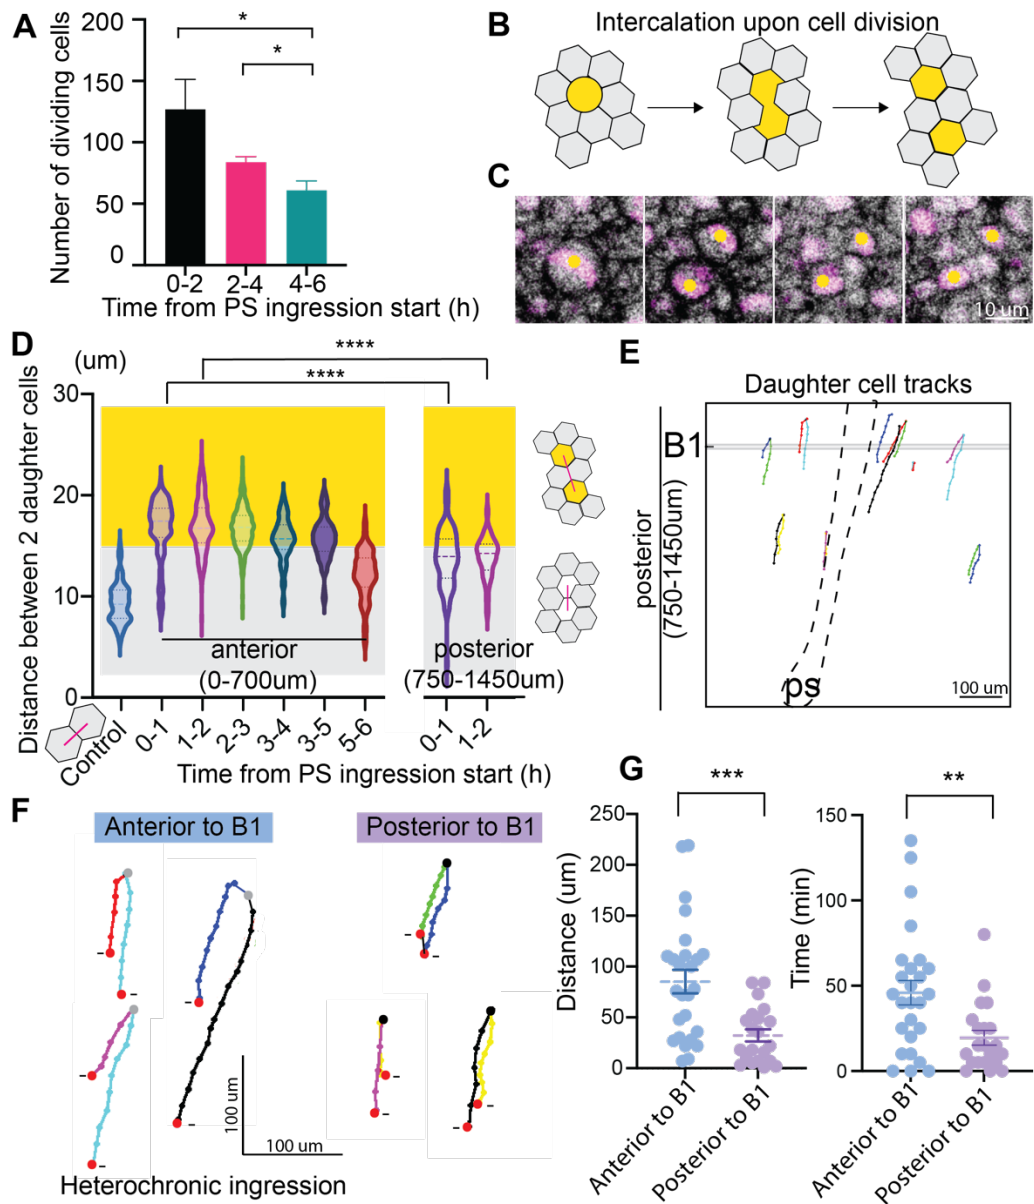 A
Number of dividing cells
200
150
100
50
0
*
*
0-2
2-4
4-6
Time from PS ingression start (h)
B
Intercalation upon cell division
C
10 um
D
(um)
Distance between 2 daughter cells
30
20
10
0
****
****
anterior
(0-700um)
posterior
(750-1450um)
Control
0-1
1-2
2-3
3-4
3-5
5-6
0-1
1-2
Time from PS ingression start (h)
E
Daughter cell tracks
B1
posterior
(750-1450um)
ps
100 um
F
Anterior to B1
Posterior to B1
100 um
100 um
Heterochronic ingression
G
***
Distance (um)
250
200
150
100
50
0
Anterior to B1
Posterior to B1
**
Time (min)
150
100
50
0
Anterior to B1
Posterior to B1